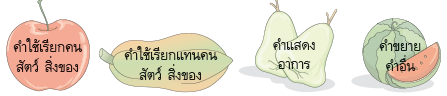 คำใช้เรียกคน
สัตว์ สิ่งของ
คำใช้เรียกแทนคน
สัตว์ สิ่งของ
คำแสดง
อาการ
คำขยาย
คำอื่น